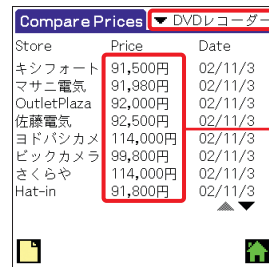 Compare Prices ▼ DVDレコーダー
Store Price Date
キシフォート 91,500円 02/11/3
マサニ電気 91,980円 02/11/3
OutletPlaza 92,000円 02/11/3
佐藤電気 92,500円 02/11/3
ヨドバシカメ 114,000円 02/11/3
ビックカメラ 99,800円 02/11/3
さくらや 114,000円 02/11/3
Hat-in 91,800円 02/11/3